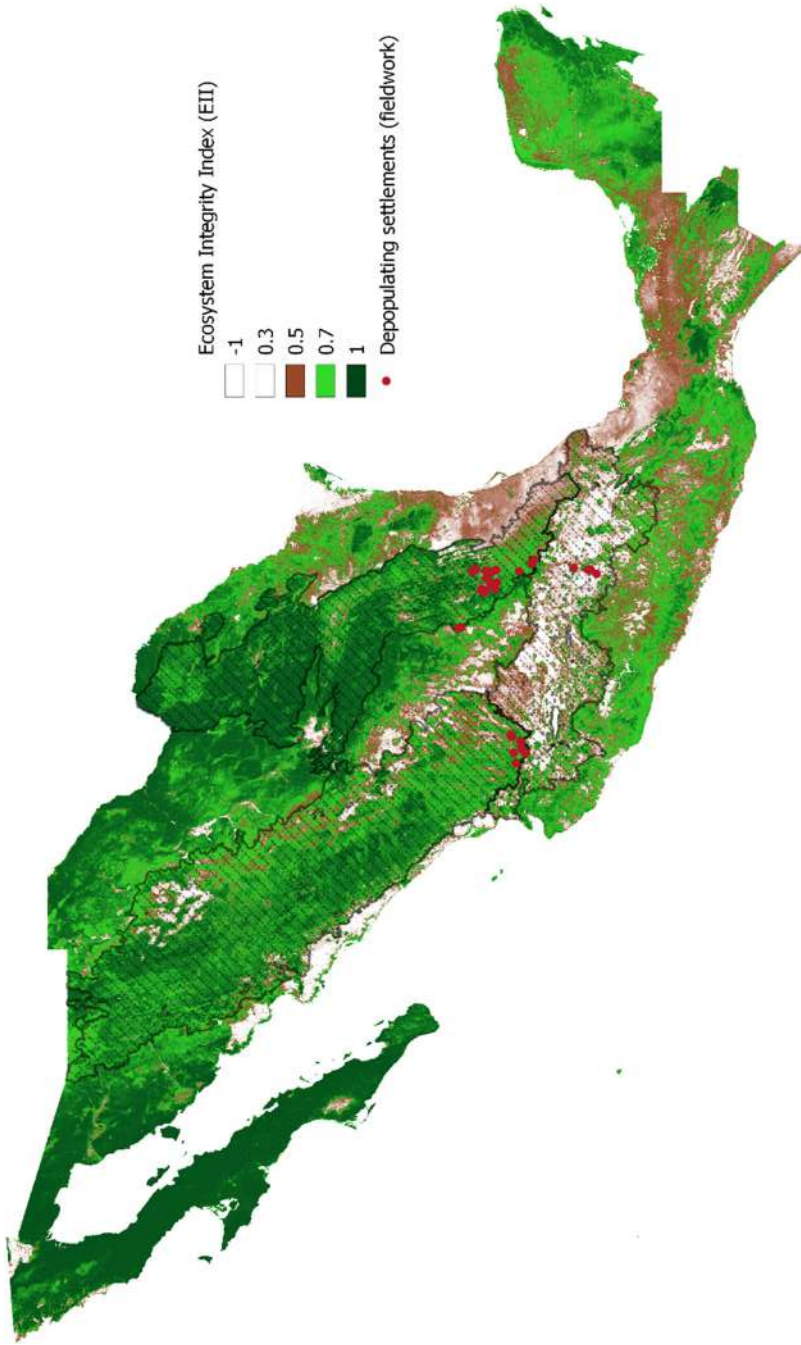 Ecosystem Integrity Index (EII)
-1
0.3
0.5
0.7
1
Depopulating settlements (fieldwork)